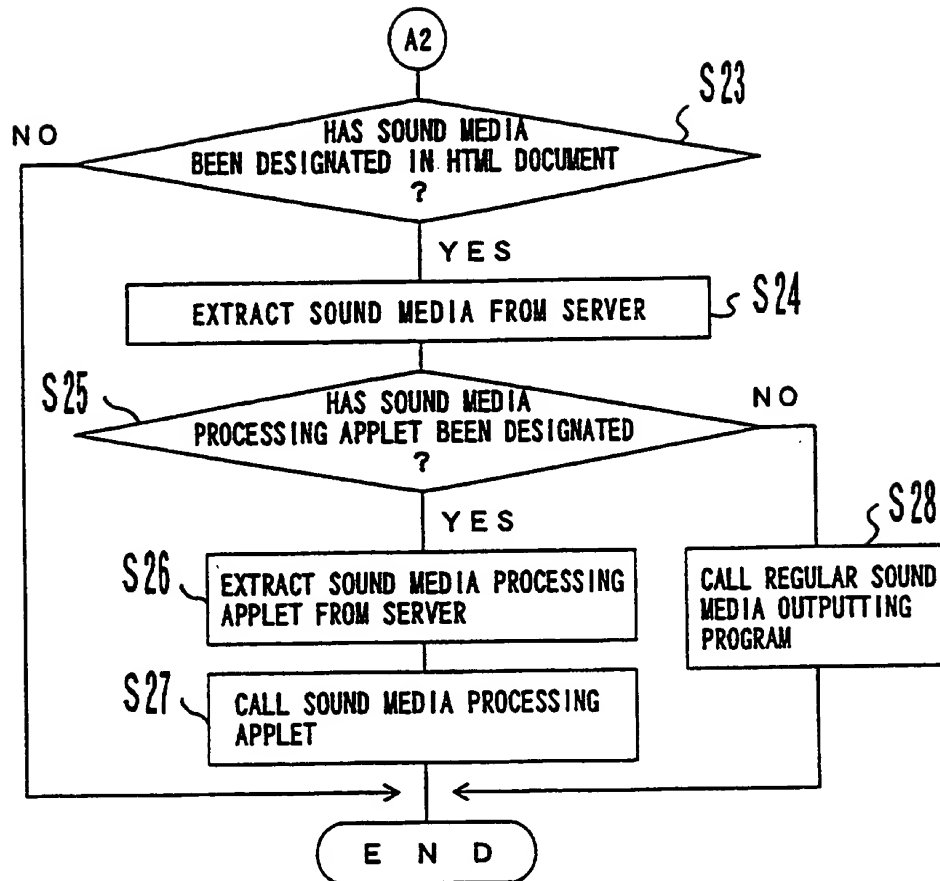 A2
S23
NO
HAS SOUND MEDIA
BEEN DESIGNATED IN HTML DOCUMENT
?
YES
EXTRACT SOUND MEDIA FROM SERVER
S24
S25
HAS SOUND MEDIA
PROCESSING APPLET BEEN DESIGNATED
?
NO
YES
S28
S26
EXTRACT SOUND MEDIA PROCESSING
APPLET FROM SERVER
CALL REGULAR SOUND
MEDIA OUTPUTTING
PROGRAM
S27
CALL SOUND MEDIA PROCESSING
APPLET
END